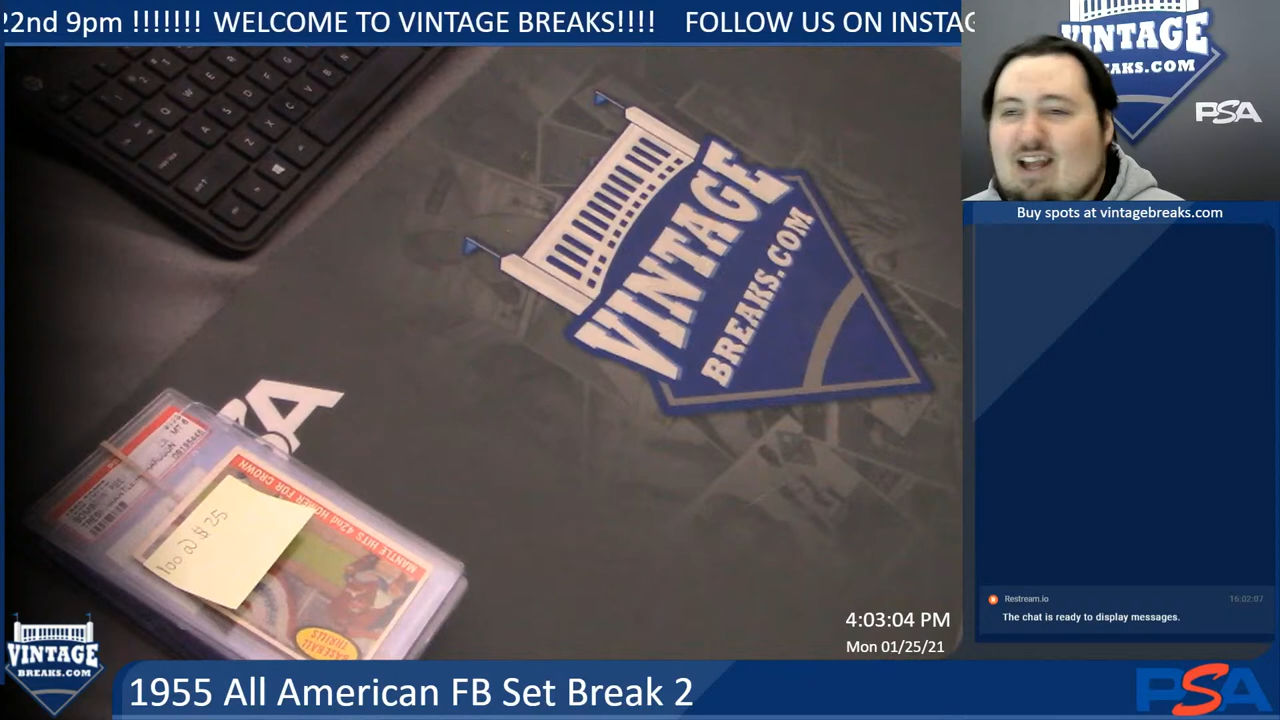 22nd 9pm !!!!!!! WELCOME TO VINTAGE BREAKS!!!! FOLLOW US ON INSTAG
VINTAGE
BREAKS.COM
PSA
Buy spots at vintagebreaks.com
VINTAGE
BREAKS.COM
MANTLE HITS 42nd HOMER FOR CROWN
100 @ $25
BASEBALL
THRILLS
Restream.io 16:02:07
The chat is ready to display messages.
4:03:04 PM
Mon 01/25/21
VINTAGE
BREAKS.COM
1955 All American FB Set Break 2
PSA